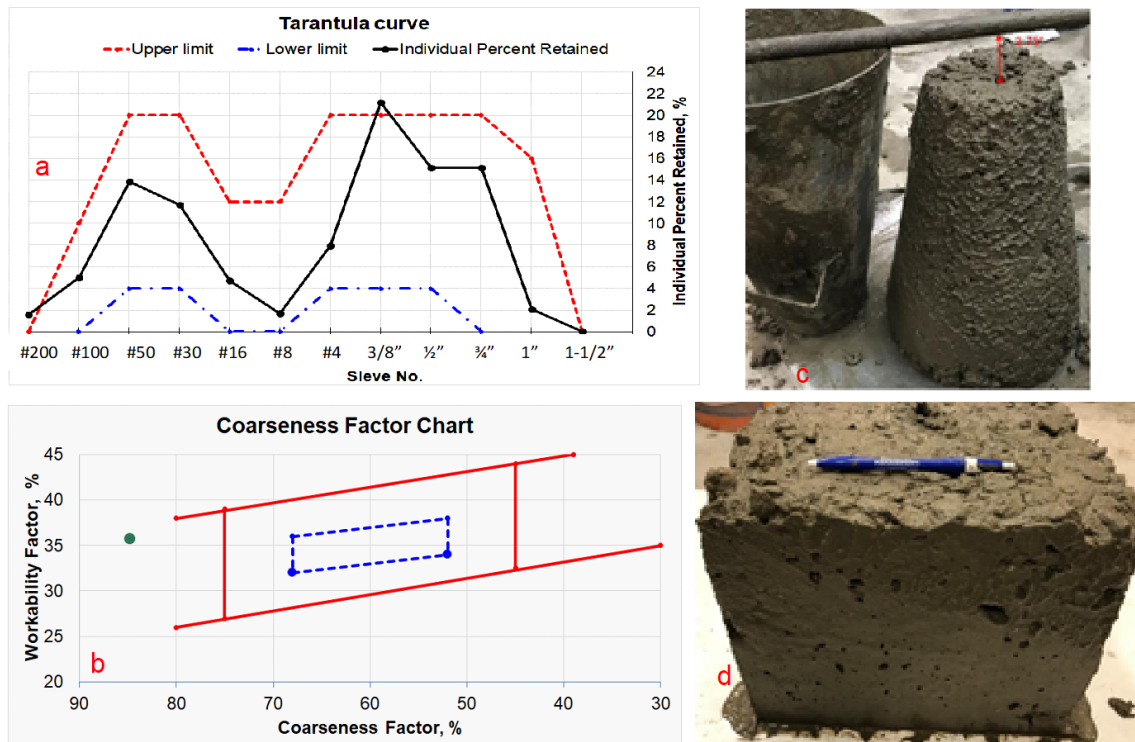 Tarantula curve
Upper limit Lower limit Individual Percent Retained
24
22
20
18
16
14
12
10
8
6
4
2
0
Individual Percent Retained, %
#200 #100 #50 #30 #16 #8 #4 3/8” ½” ¾” 1” 1-1/2”
Sieve No.
a
c
Coarseness Factor Chart
45
40
35
30
25
20
Workability Factor, %
90 80 70 60 50 40 30
Coarseness Factor, %
b
d